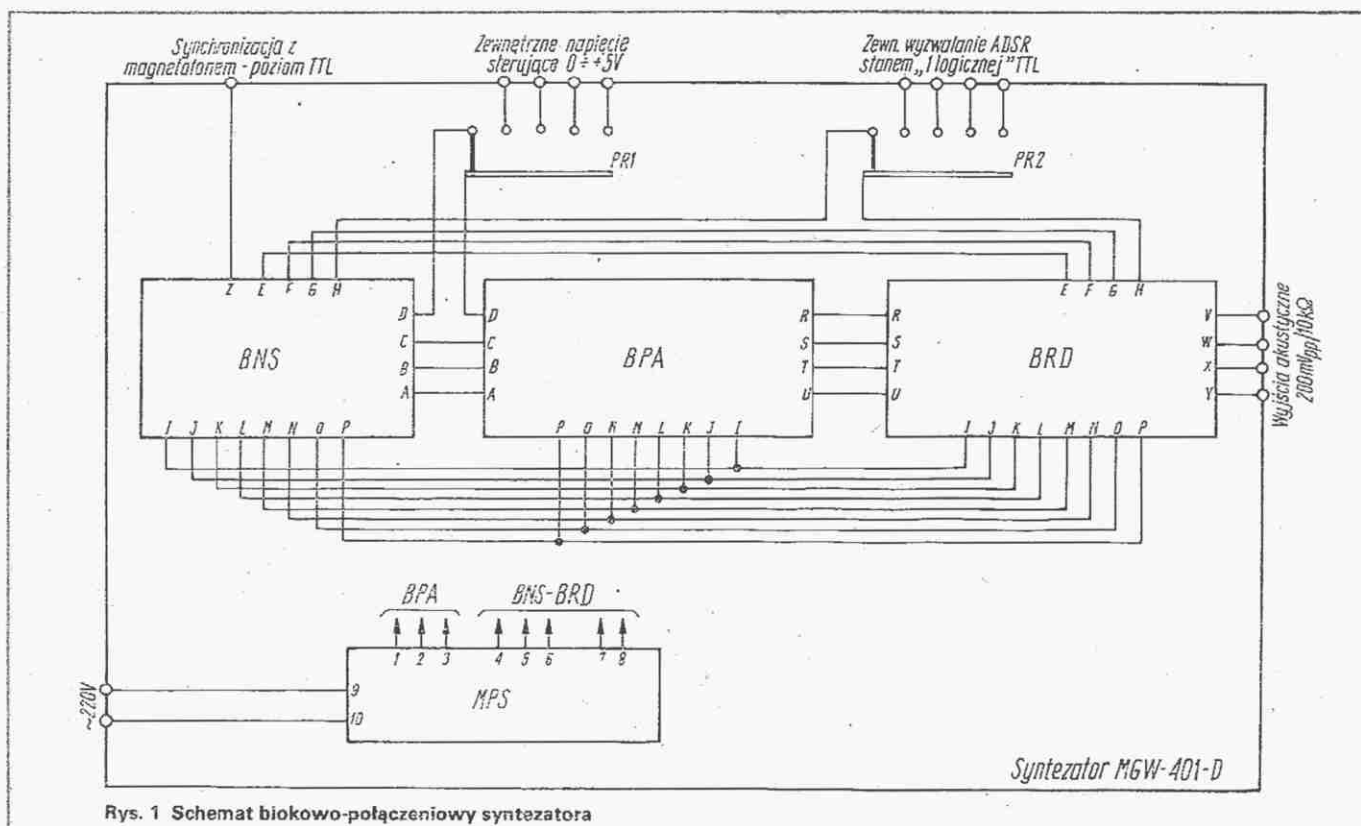 Synchronizacja z
magnetofonem - poziom TTL
Zewnętrzne napięcie
sterujące 0 ÷ +5V
Zewn. wyzwalanie ADSR
stanem „1 logicznej" TTL
PR1
PR2
Z E F G H
E F G H
D
C
B
A
BNS
D
C
B
A
BPA
R
S
T
U
R
S
T
U
BRD
V
W
X
Y
Wyjścia akustyczne
200mVpp/10kΩ
I J K L M N O P
P O N M L K J I
I J K L M N O P
BPA
BNS-BRD
1 2 3 4 5 6 7 8
~220V
9
10
MPS
Syntezator MGW-401-D
Rys. 1 Schemat blokowo-połączeniowy syntezatora